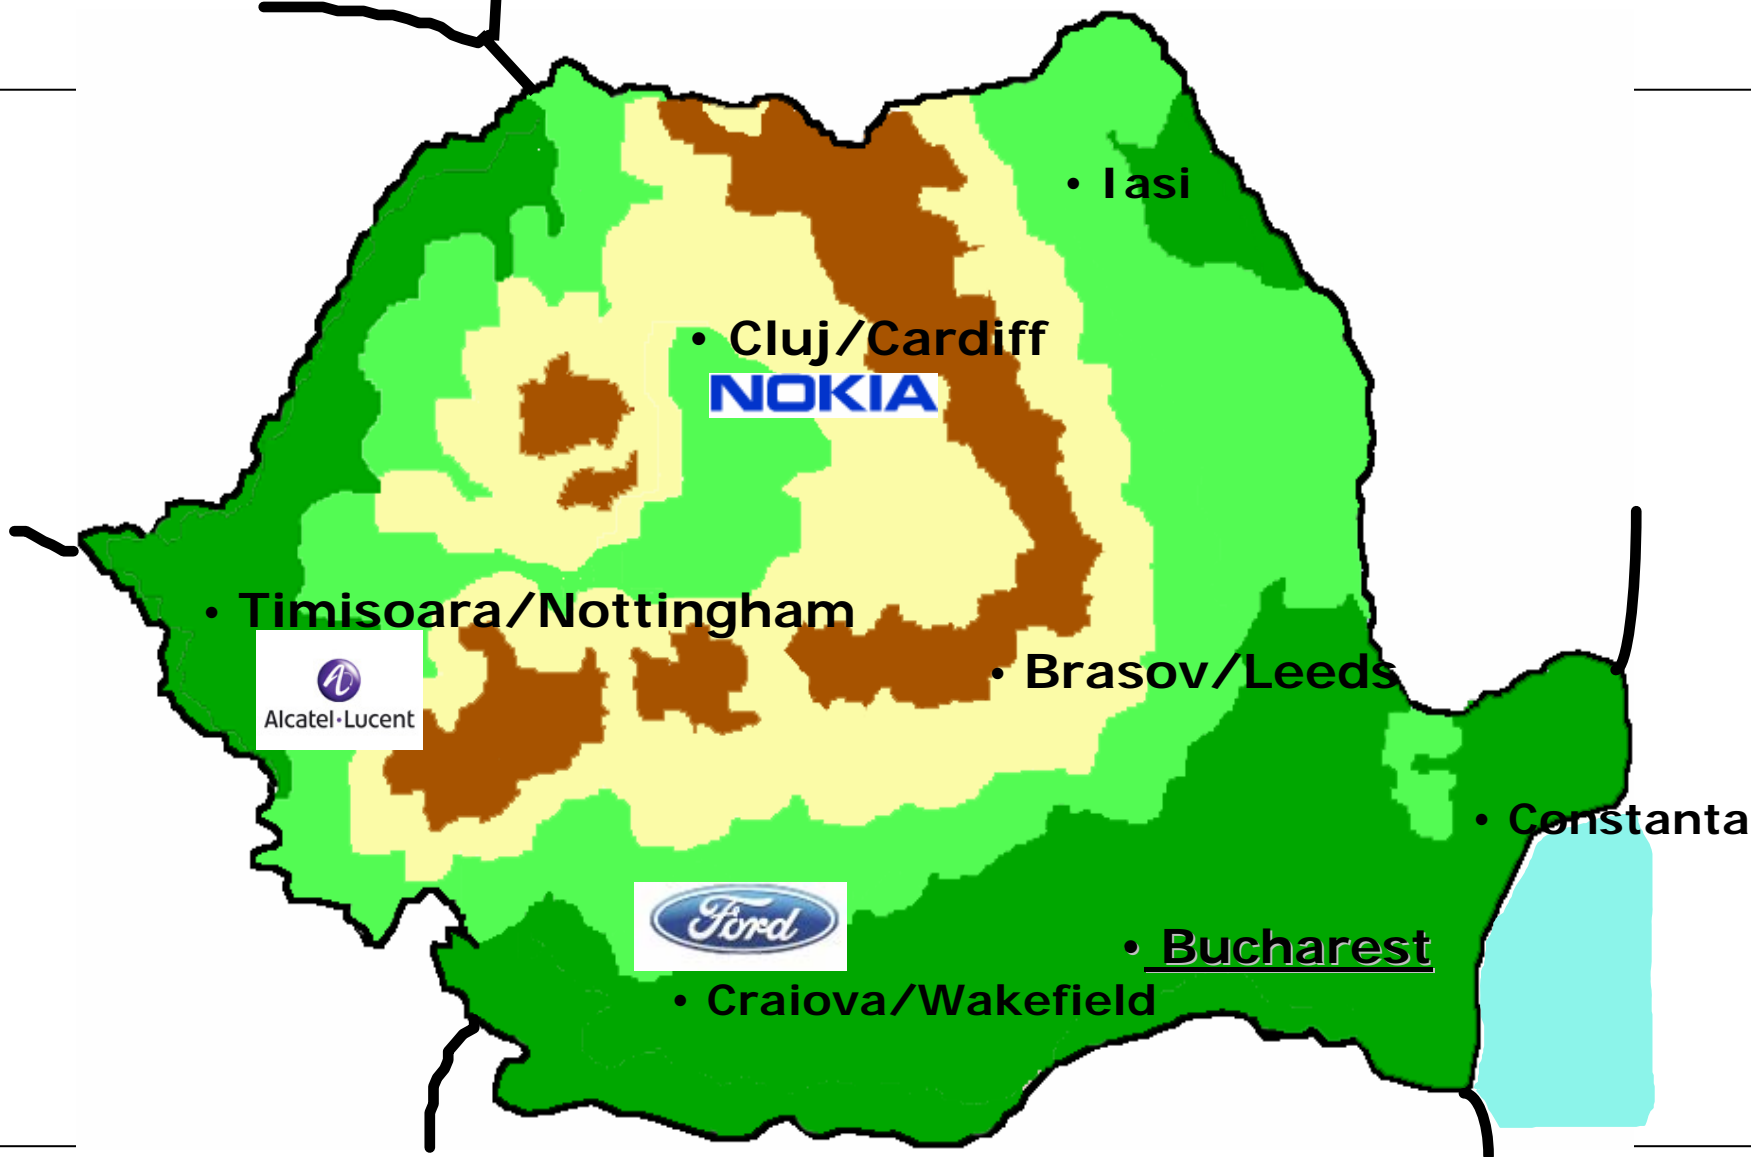 • Iasi
• Cluj/Cardiff
NOKIA
• Timisoara/Nottingham
Alcatel·Lucent
• Brasov/Leeds
• Constanta
Ford
• Bucharest
• Craiova/Wakefield